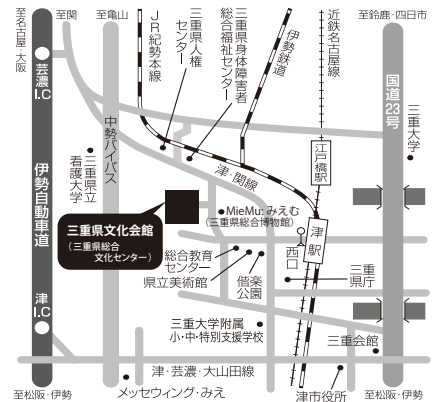 至名古屋・大阪
至関
至亀山
JR紀勢本線
三重県人権
センター
三重県身体障害者
総合福祉センター
伊勢鉄道
近鉄名古屋線
至鈴鹿・四日市
芸濃
I.C
国道23号
三重大学
中勢バイパス
三重県立
看護大学
江戸橋駅
伊勢自動車道
津・関線
MieMu:みえむ
(三重県総合博物館)
三重県文化会館
(三重県総合
文化センター)
津駅
西口
総合教育
センター
県立美術館
偕楽
公園
三重
県庁
津
I.C
三重大学附属
小・中・特別支援学校
三重会館
津・芸濃・大山田線
至松阪・伊勢
メッセウィング・みえ
津市役所
至松阪・伊勢